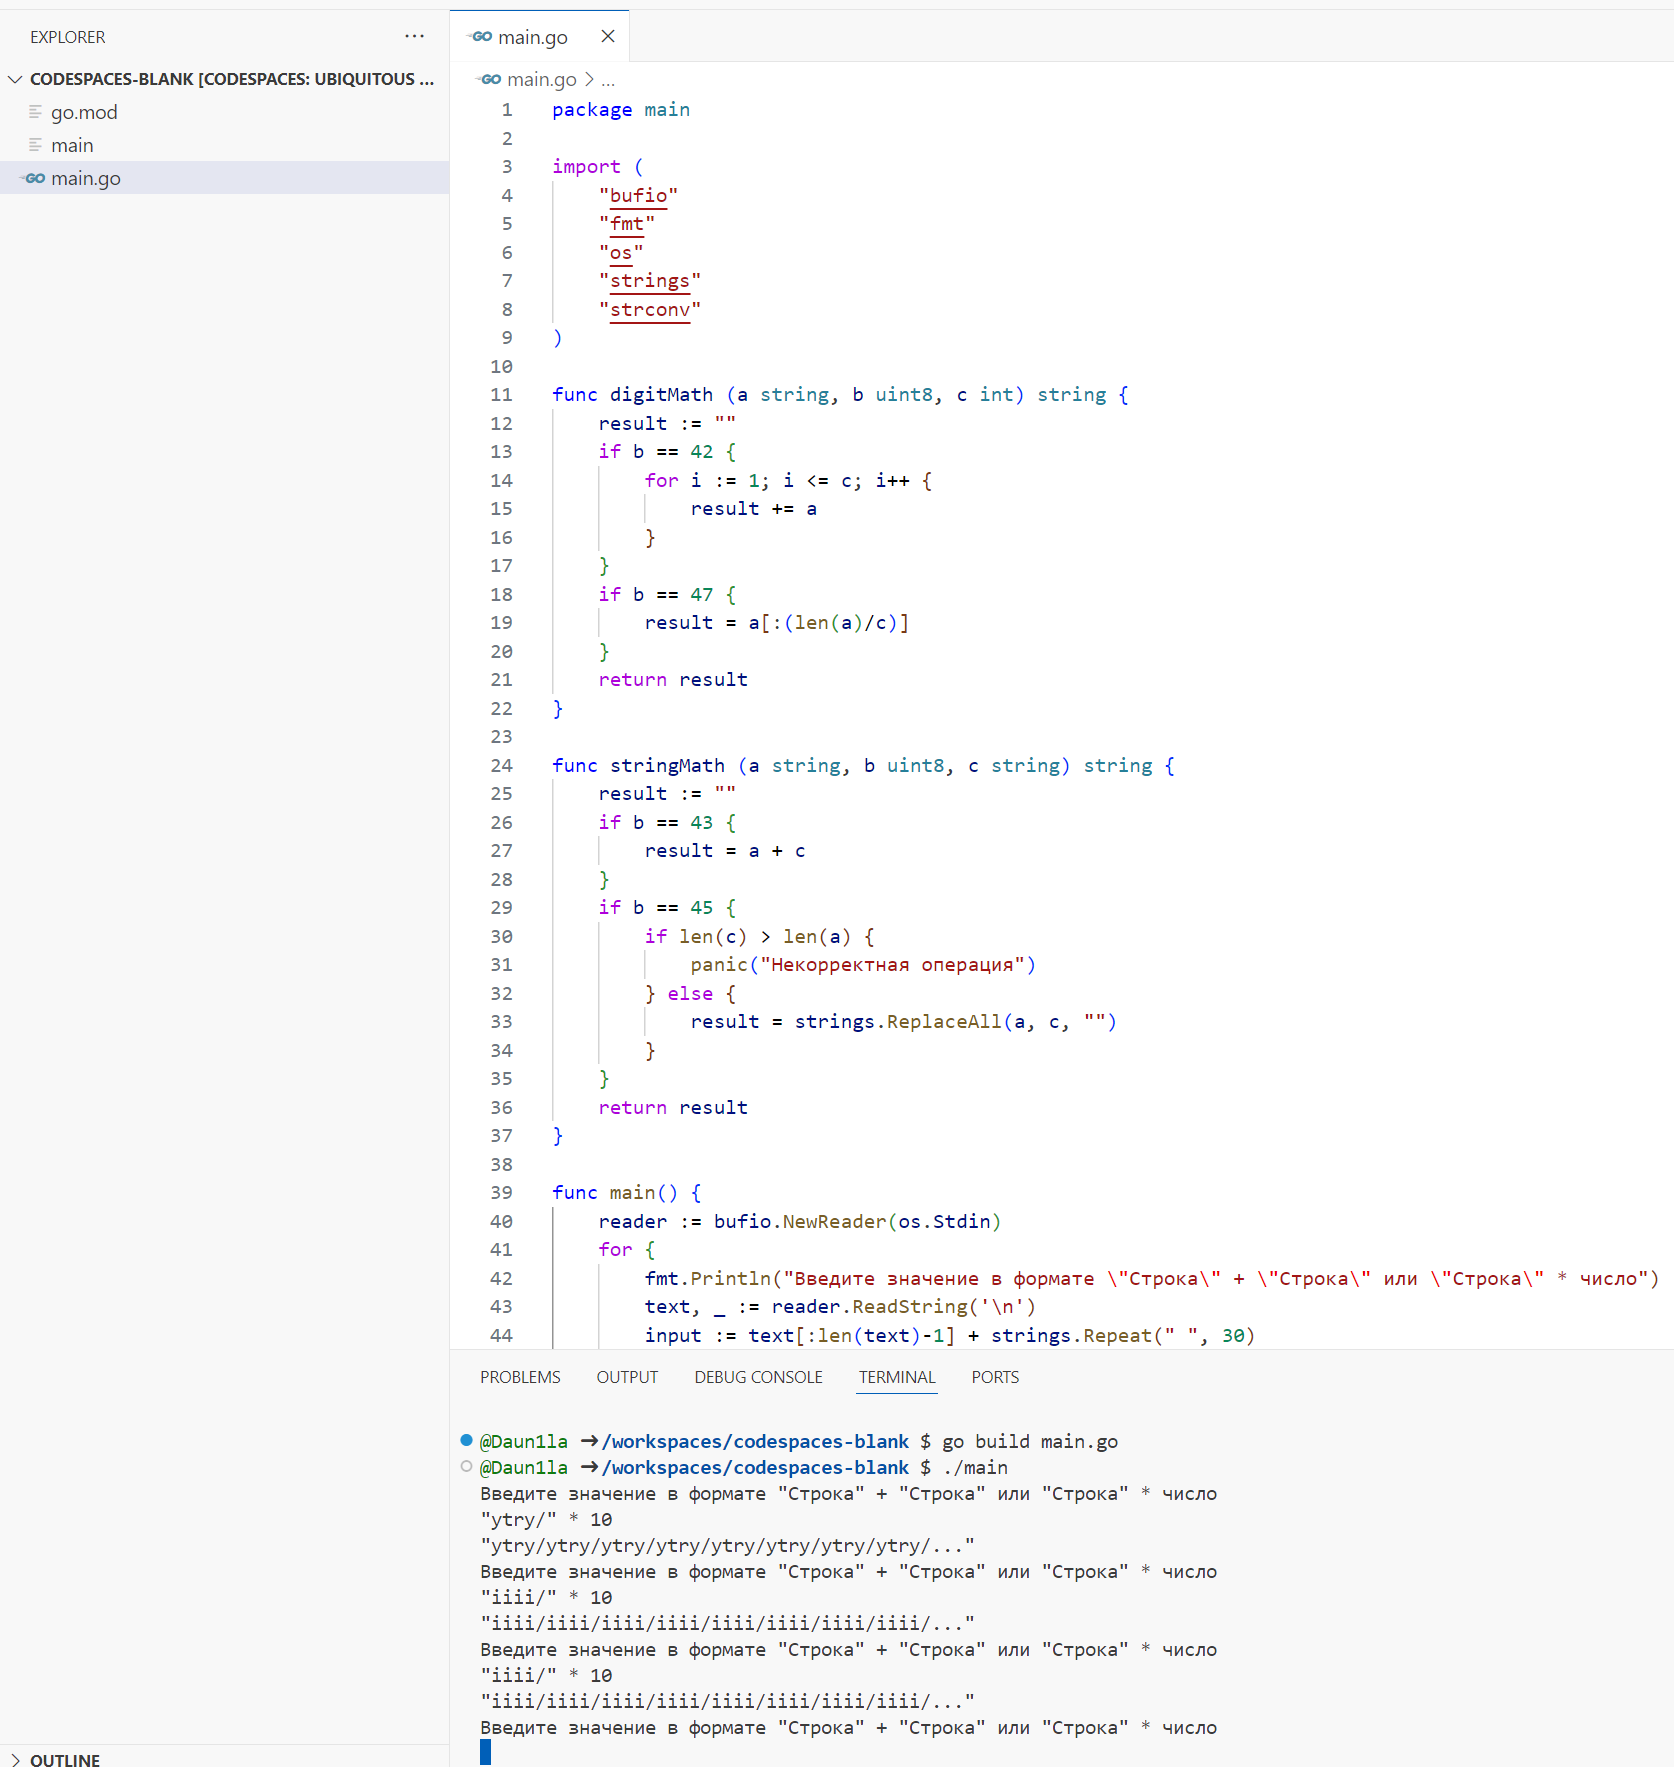 EXPLORER
CODESPACES-BLANK [CODESPACES: UBIQUITOUS ...
go.mod
main
main.go
OUTLINE
main.go
main.go > ...
1 package main
2
3 import (
4 "bufio"
5 "fmt"
6 "os"
7 "strings"
8 "strconv"
9 )
10
11 func digitMath (a string, b uint8, c int) string {
12 result := ""
13 if b == 42 {
14 for i := 1; i <= c; i++ {
15 result += a
16 }
17 }
18 if b == 47 {
19 result = a[:(len(a)/c)]
20 }
21 return result
22 }
23
24 func stringMath (a string, b uint8, c string) string {
25 result := ""
26 if b == 43 {
27 result = a + c
28 }
29 if b == 45 {
30 if len(c) > len(a) {
31 panic("Некорректная операция")
32 } else {
33 result = strings.ReplaceAll(a, c, "")
34 }
35 }
36 return result
37 }
38
39 func main() {
40 reader := bufio.NewReader(os.Stdin)
41 for {
42 fmt.Println("Введите значение в формате \"Строка\" + \"Строка\" или \"Строка\" * число")
43 text, _ := reader.ReadString('\n')
44 input := text[:len(text)-1] + strings.Repeat(" ", 30)
PROBLEMS OUTPUT DEBUG CONSOLE TERMINAL PORTS
@Daun1la ➜ /workspaces/codespaces-blank $ go build main.go
@Daun1la ➜ /workspaces/codespaces-blank $ ./main
Введите значение в формате "Строка" + "Строка" или "Строка" * число
"ytry/" * 10
"ytry/ytry/ytry/ytry/ytry/ytry/ytry/ytry/..."
Введите значение в формате "Строка" + "Строка" или "Строка" * число
"iiii/" * 10
"iiii/iiii/iiii/iiii/iiii/iiii/iiii/iiii/..."
Введите значение в формате "Строка" + "Строка" или "Строка" * число
"iiii/" * 10
"iiii/iiii/iiii/iiii/iiii/iiii/iiii/iiii/..."
Введите значение в формате "Строка" + "Строка" или "Строка" * число